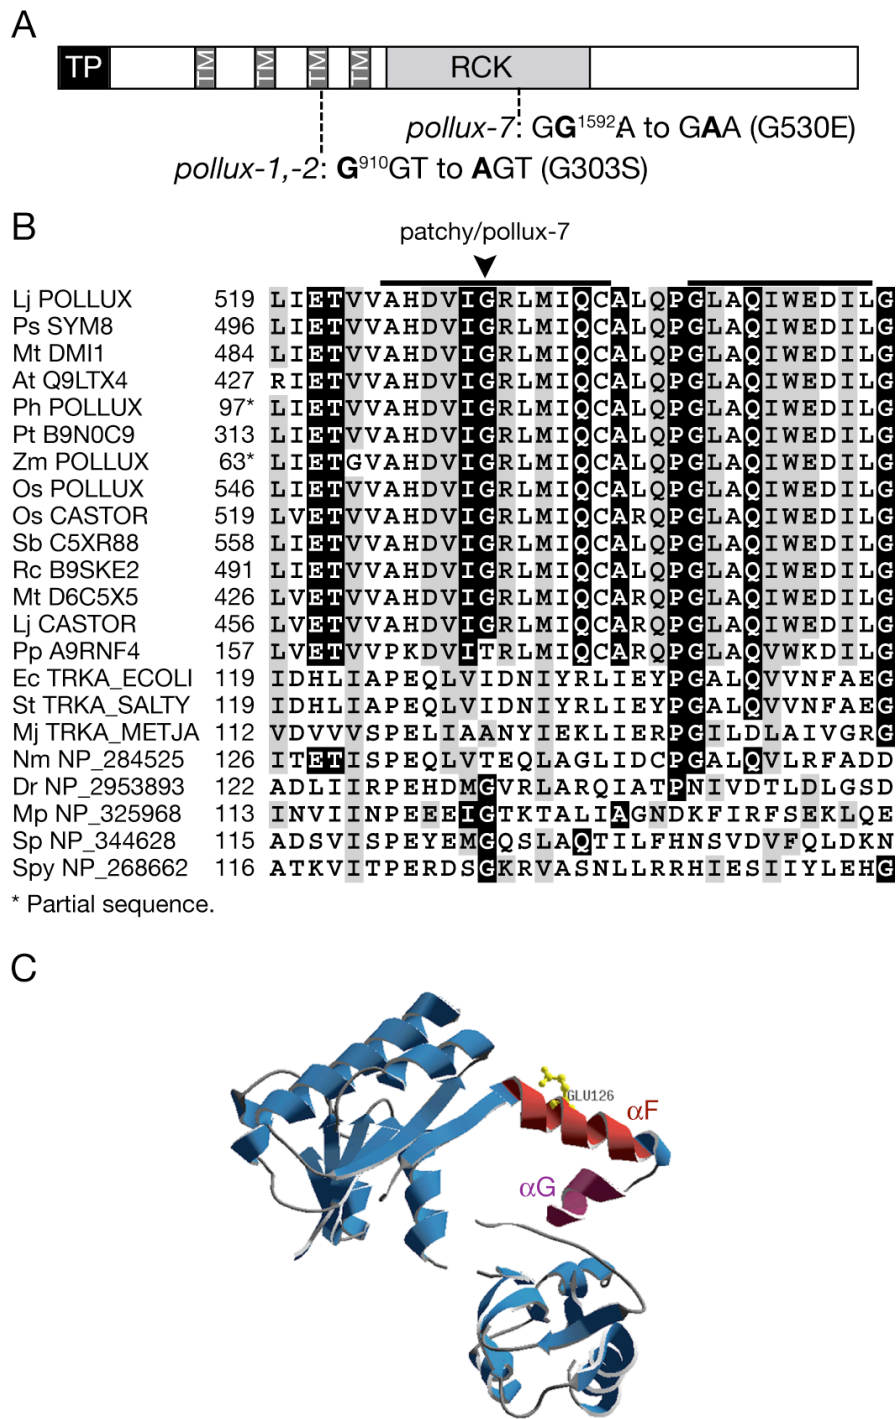 A
TP TM TM TM TM RCK
pollux-7: GG¹⁵⁹²A to GAA (G530E)
pollux-1,-2: G⁹¹⁰GT to AGT (G303S)
B
patchy/pollux-7
Lj POLLUX 519 LIETVVAHDVIGRLMIQCALQPGLAQIWEDILG
Ps SYM8 496 LIETVVAHDVIGRLMIQCALQPGLAQIWEDILG
Mt DMI1 484 LIETVVAHDVIGRLMIQCALQPGLAQIWEDILG
At Q9LTX4 427 RIETVVAHDVIGRLMIQCALQPGLAQIWEDILG
Ph POLLUX 97* LIETVVAHDVIGRLMIQCALQPGLAQIWEDILG
Pt B9N0C9 313 LIETVVAHDVIGRLMIQCALQPGLAQIWEDILG
Zm POLLUX 63* LIETGVAHDVIGRLMIQCALQPGLAQIWEDILG
Os POLLUX 546 LIETVVAHDVIGRLMIQCALQPGLAQIWEDILG
Os CASTOR 519 LVETVVAHDVIGRLMIQCARQPGLAQIWEDILG
Sb C5XR88 558 LIETVVAHDVIGRLMIQCALQPGLAQIWEDILG
Rc B9SKE2 491 LIETVVAHDVIGRLMIQCALQPGLAQIWEDILG
Mt D6C5X5 426 LVETVVAHDVIGRLMIQCARQPGLAQIWEDILG
Lj CASTOR 456 LVETVVAHDVIGRLMIQCARQPGLAQIWEDILG
Pp A9RNF4 157 LVETVVPKDVITRLMIQCARQPGLAQVWKDILG
Ec TRKA_ECOLI 119 IDHLIAPEQLVIDNIYRLIEYPGALQVVNFAEG
St TRKA_SALTY 119 IDHLIAPEQLVIDNIYRLIEYPGALQVVNFAEG
Mj TRKA_METJA 112 VDVVVSPELIAANYIEKLIERPGILDLAIVGRG
Nm NP_284525 126 ITETISPEQLVTEQLAGLIDCPGALQVLRFADD
Dr NP_2953893 122 ADLIIRPEHDMGVRLARQIATPNIVDTLDLGSD
Mp NP_325968 113 INVIINPEEEIGTKTALIAGNDKFIRFSEKLQE
Sp NP_344628 115 ADSVISPEYEMGQSLAQTILFHNSVDVFQLDKN
Spy NP_268662 116 ATKVITPERDSGKRVASNLLRRHIESIIYLEHG
* Partial sequence.
C
GLU126
αF
αG